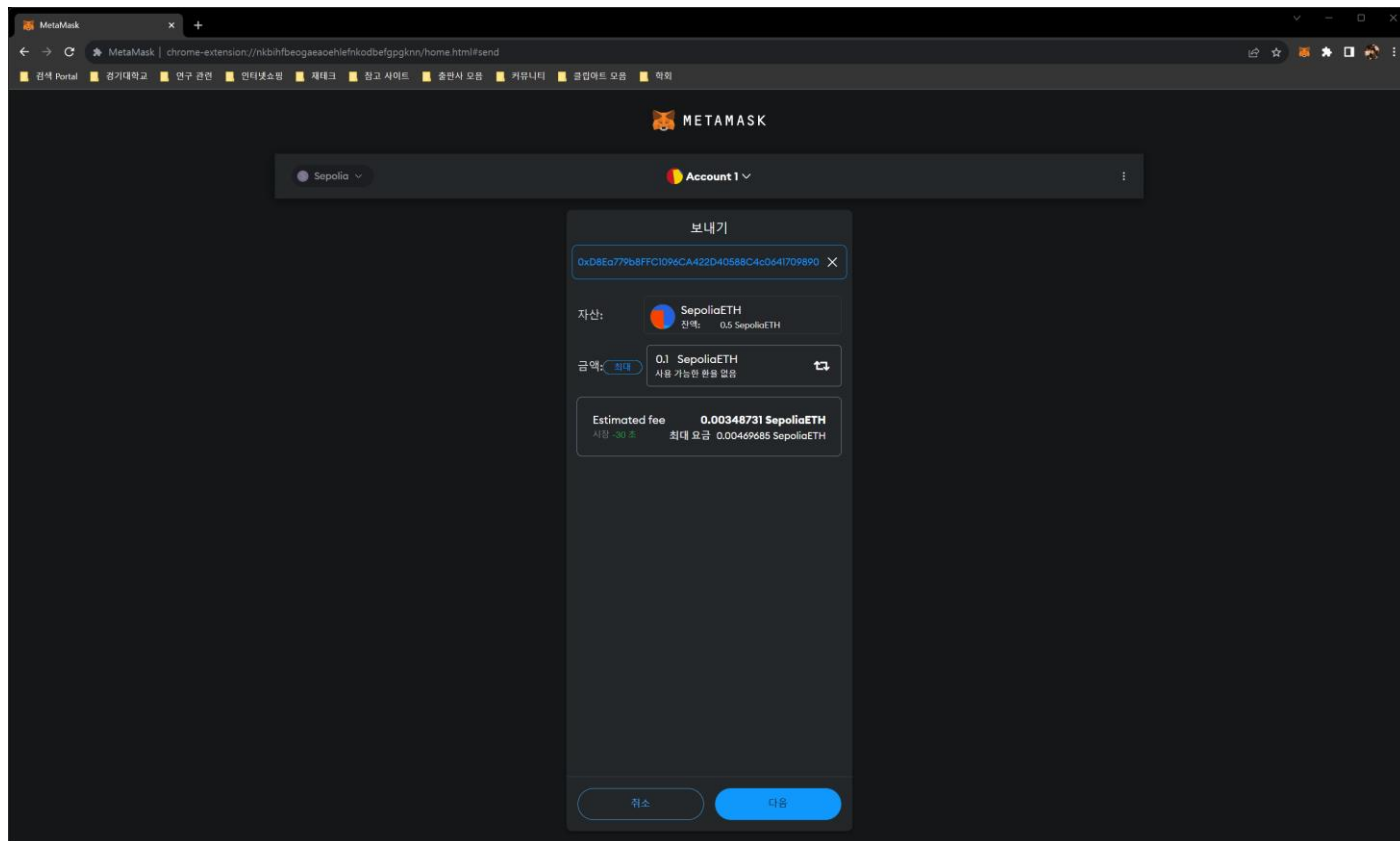 MetaMask
MetaMask | chrome-extension://nkbihfbeogaeaoehlefnkodbefgpgknn/home.html#send
검색 Portal 경기대학교 연구 관련 인터넷쇼핑 재테크 참고 사이트 출판사 모음 커뮤니티 클립아트 모음 학회
METAMASK
Sepolia Account 1
보내기
0xD8Ea779b8FFC1096CA422D40588C4c0641709890
자산: SepoliaETH
잔액: 0.5 SepoliaETH
금액: 최대 0.1 SepoliaETH
사용 가능한 환율 없음
Estimated fee 0.00348731 SepoliaETH
시장 ~30 초 최대 요금 0.00469685 SepoliaETH
취소 다음